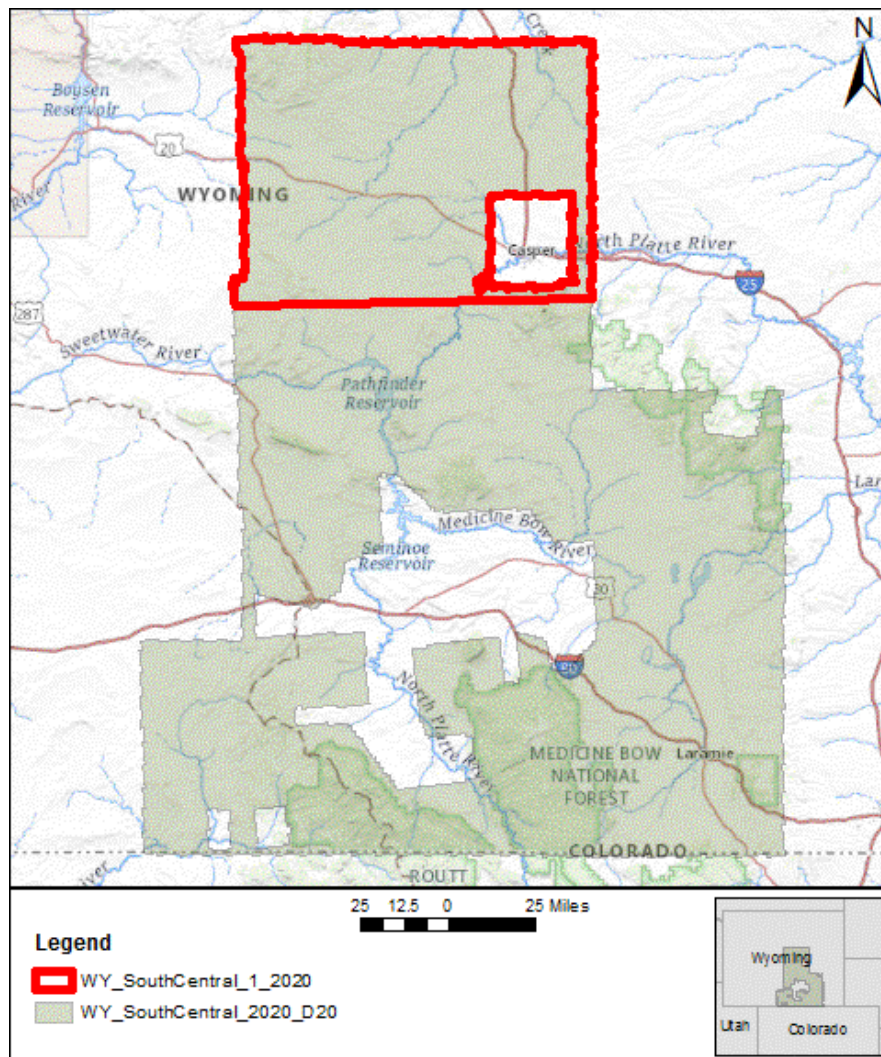 N
Creek
Boysen
Reservoir
20
WYOMING
River
Casper
North Platte River
25
287
Sweetwater River
Pathfinder
Reservoir
Medicine Bow
River
Seminoe
Reservoir
30
North Platte River
MEDICINE BOW
NATIONAL
FOREST
Laramie
COLORADO
ROUTT
25 12.5 0 25 Miles
Legend
WY_SouthCentral_1_2020
WY_SouthCentral_2020_D20
Wyoming
Utah
Colorado